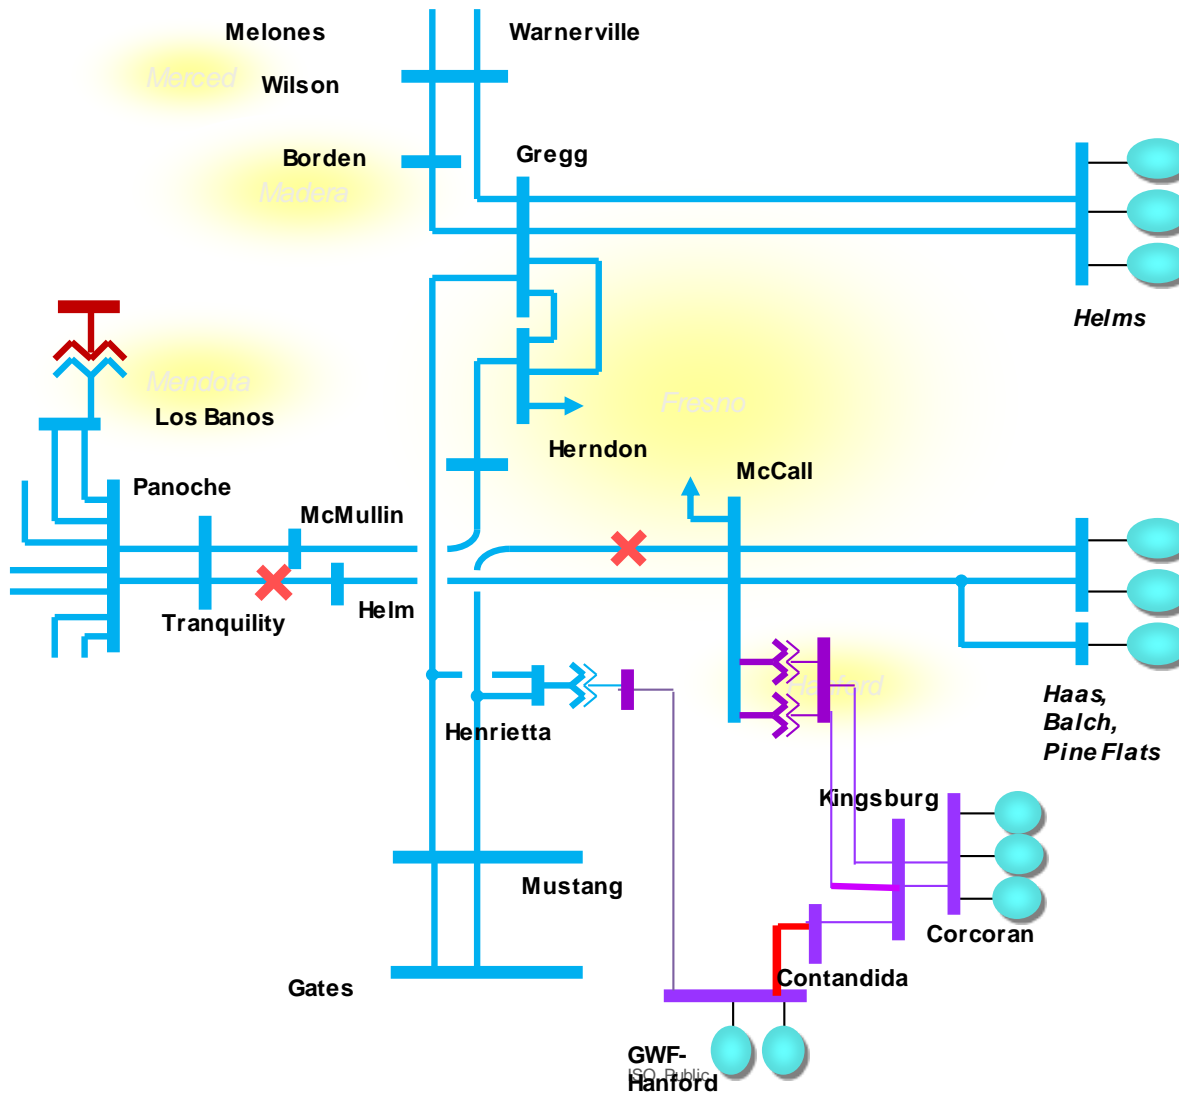 Melones
Warnerville
Merced
Wilson
Borden
Gregg
Madera
Helms
Mendota
Fresno
Los Banos
Herndon
McCall
Panoche
McMullin
Helm
Tranquility
Hanford
Haas,
Balch,
Pine Flats
Henrietta
Kingsburg
Mustang
Corcoran
Contandida
Gates
GWF-
Hanford
ISO Public